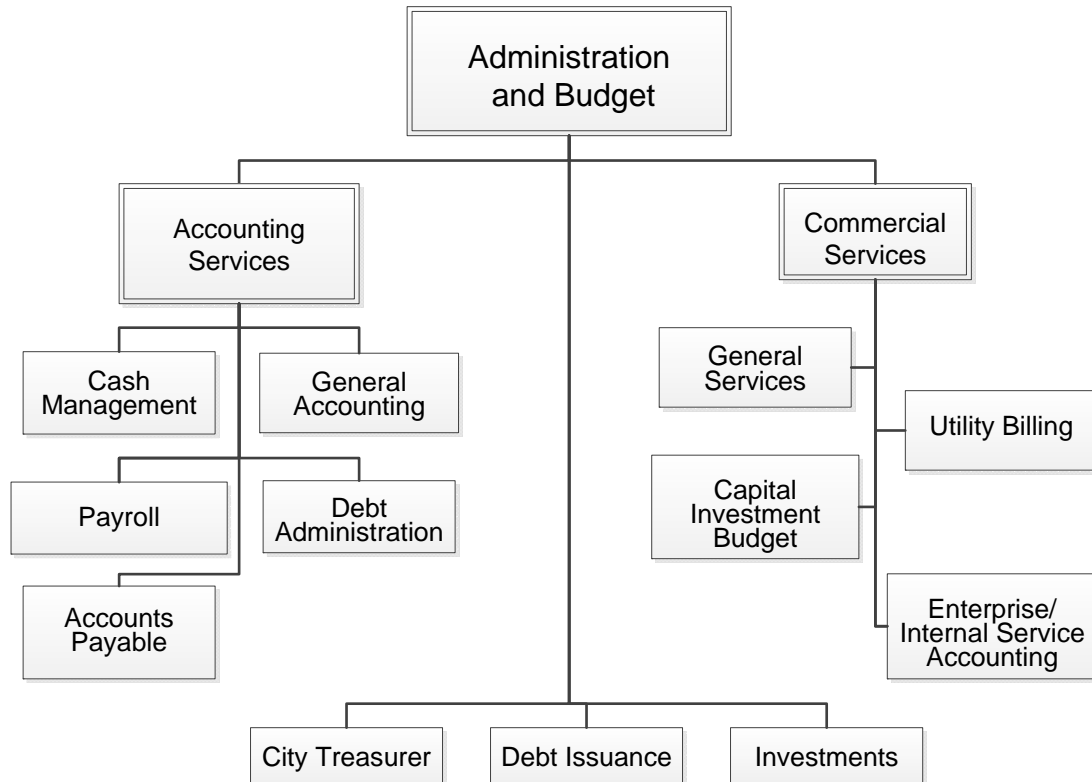 Administration
and Budget
Accounting
Services
Commercial
Services
Cash
Management
General
Accounting
General
Services
Utility Billing
Payroll
Debt
Administration
Capital
Investment
Budget
Accounts
Payable
Enterprise/
Internal Service
Accounting
City Treasurer
Debt Issuance
Investments